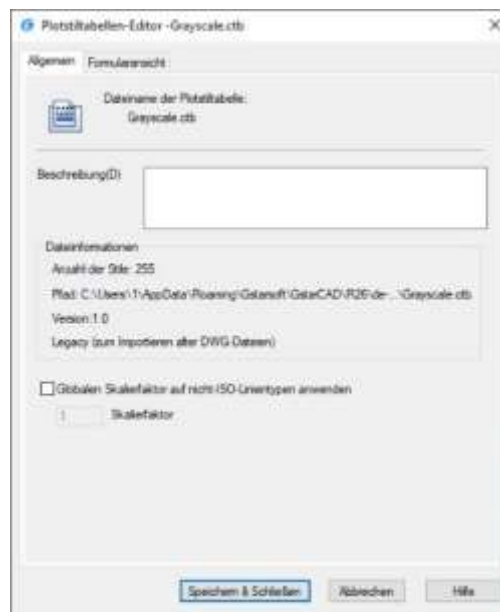 Plotstiltabellen-Editor -Grayscale.ctb
Allgemein Formularansicht
Dateiname der Plotstiltabelle:
Grayscale.ctb
Beschreibung(D)
Dateiinformationen
Anzahl der Stile: 255
Pfad: C:\Users\1\AppData\Roaming\Gstarsoft\GstarCAD\R26\de-...\Grayscale.ctb
Version:1.0
Legacy (zum Importieren alter DWG-Dateien)
Globalen Skalierfaktor auf nicht-ISO-Linientypen anwenden
1 Skalierfaktor
Speichern & Schließen Abbrechen Hilfe